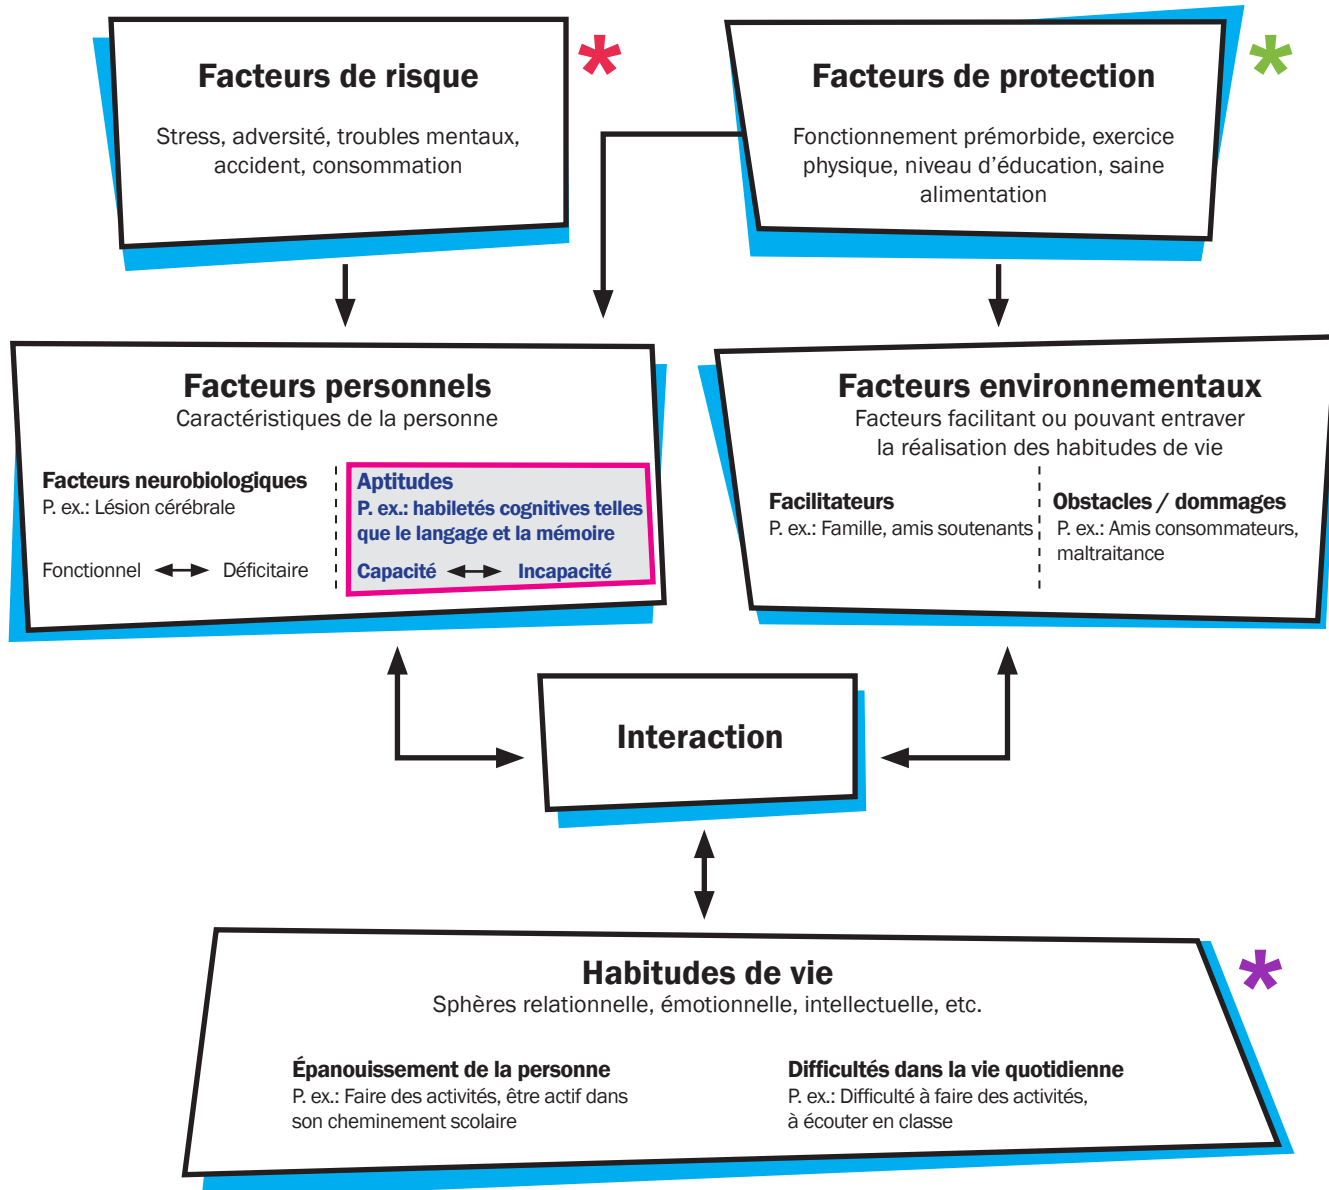 Facteurs de risque
Stress, adversité, troubles mentaux,
accident, consommation
Facteurs de protection
Fonctionnement prémorbide, exercice
physique, niveau d’éducation, saine
alimentation
Facteurs personnels
Caractéristiques de la personne
Facteurs neurobiologiques
P. ex.: Lésion cérébrale
Fonctionnel
Déficitaire
Aptitudes
P. ex.: habiletés cognitives telles
que le langage et la mémoire
Capacité
Incapacité
Facteurs environnementaux
Facteurs facilitant ou pouvant entraver
la réalisation des habitudes de vie
Facilitateurs
P. ex.: Famille, amis soutenants
Obstacles / dommages
P. ex.: Amis consommateurs,
maltraitance
Interaction
Habitudes de vie
Sphères relationnelle, émotionnelle, intellectuelle, etc.
Épanouissement de la personne
P. ex.: Faire des activités, être actif dans
son cheminement scolaire
Difficultés dans la vie quotidienne
P. ex.: Difficulté à faire des activités,
à écouter en classe